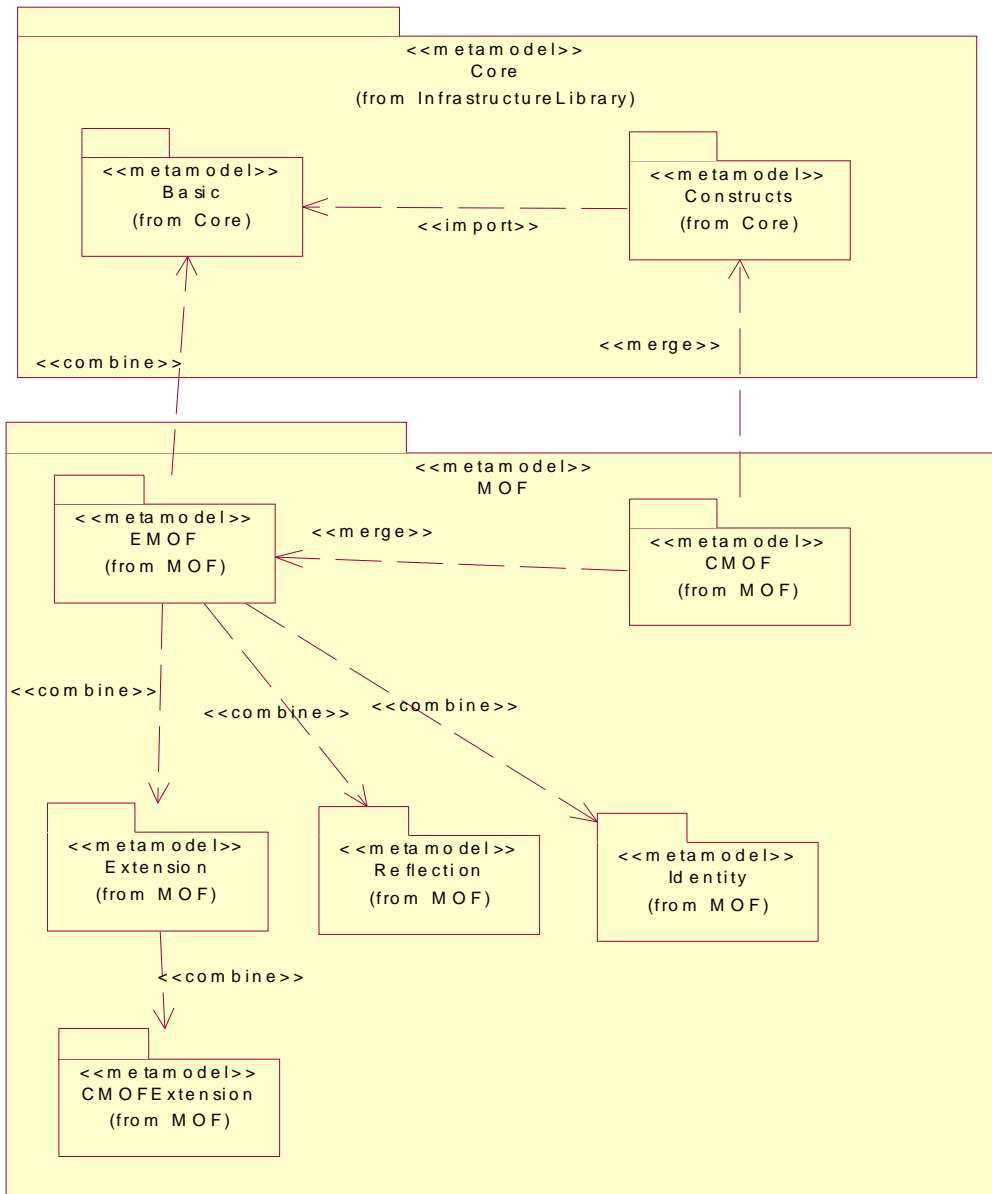 <<metamodel>>
Core
(from InfrastructureLibrary)
<<metamodel>>
Basic
(from Core)
<<metamodel>>
Constructs
(from Core)
<<import>>
<<combine>>
<<merge>>
<<metamodel>>
MOF
<<metamodel>>
EMOF
(from MOF)
<<merge>>
<<metamodel>>
CMOF
(from MOF)
<<combine>>
<<combine>>
<<combine>>
<<metamodel>>
Extension
(from MOF)
<<metamodel>>
Reflection
(from MOF)
<<metamodel>>
Identity
(from MOF)
<<combine>>
<<metamodel>>
CMOFExtension
(from MOF)